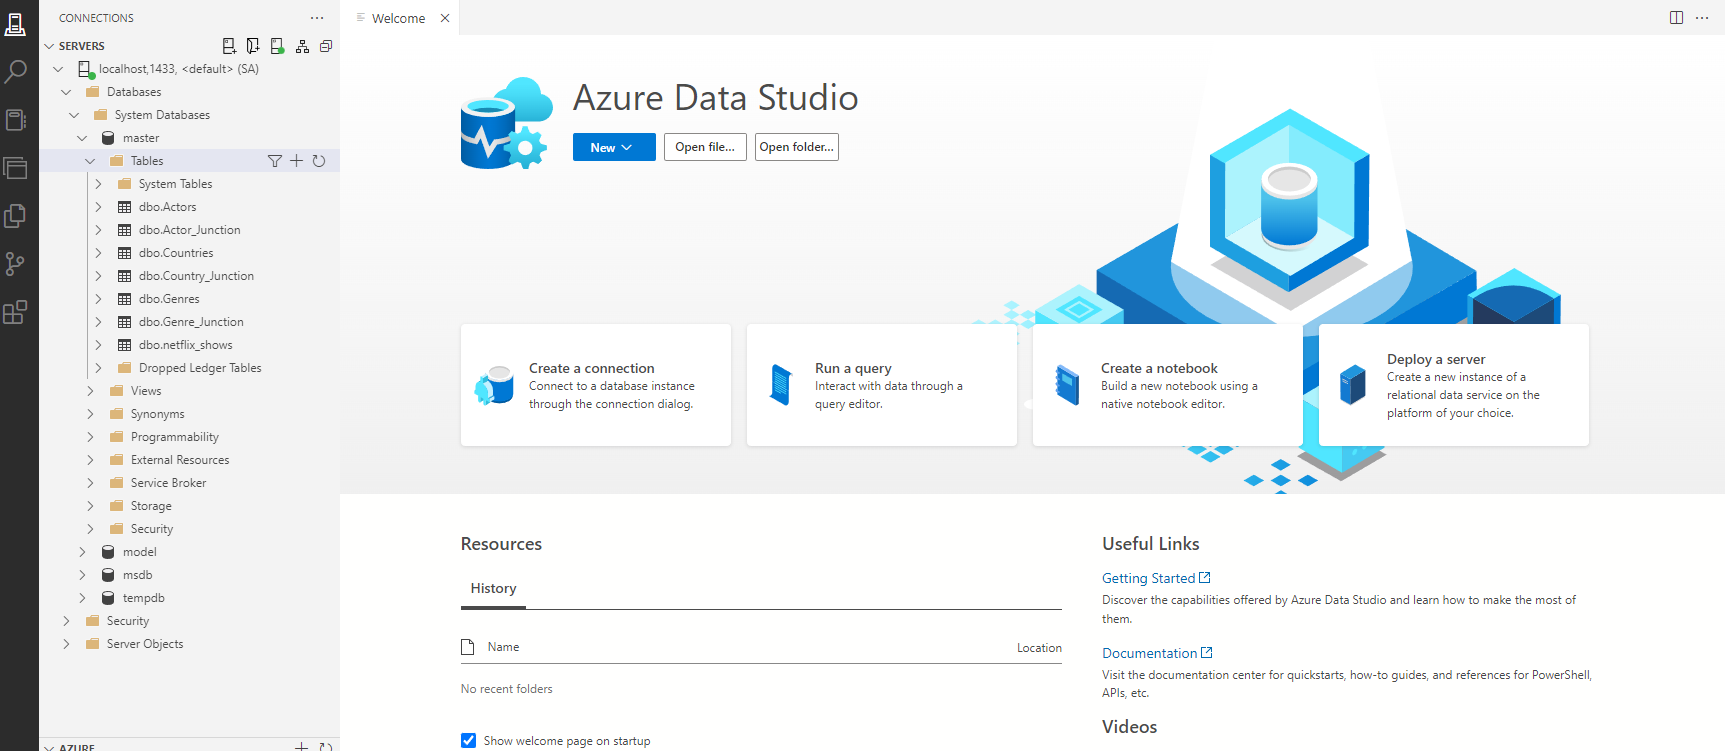 CONNECTIONS
SERVERS
localhost,1433, <default> (SA)
Databases
System Databases
master
Tables
System Tables
dbo.Actors
dbo.Actor_Junction
dbo.Countries
dbo.Country_Junction
dbo.Genres
dbo.Genre_Junction
dbo.netflix_shows
Dropped Ledger Tables
Views
Synonyms
Programmability
External Resources
Service Broker
Storage
Security
model
msdb
tempdb
Security
Server Objects
AZURE
Welcome
Azure Data Studio
New
Open file...
Open folder...
Create a connection
Connect to a database instance
through the connection dialog.
Run a query
Interact with data through a
query editor.
Create a notebook
Build a new notebook using a
native notebook editor.
Deploy a server
Create a new instance of a
relational data service on the
platform of your choice.
Resources
History
Name
Location
No recent folders
Show welcome page on startup
Useful Links
Getting Started
Discover the capabilities offered by Azure Data Studio and learn how to make the most of
them.
Documentation
Visit the documentation center for quickstarts, how-to guides, and references for PowerShell,
APIs, etc.
Videos